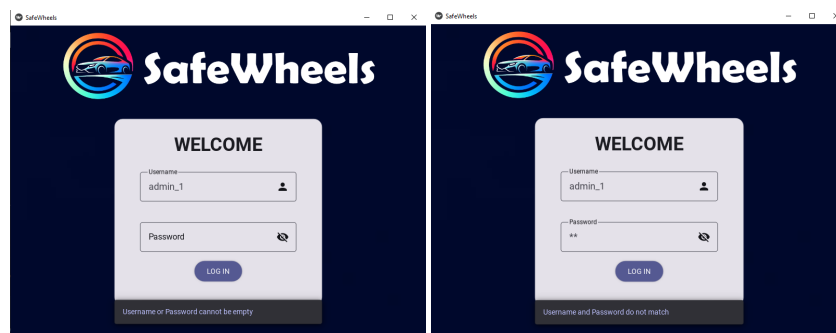 SafeWheels
SafeWheels
WELCOME
Username
admin_1
Password
LOG IN
Username or Password cannot be empty
SafeWheels
SafeWheels
WELCOME
Username
admin_1
Password
**
LOG IN
Username and Password do not match